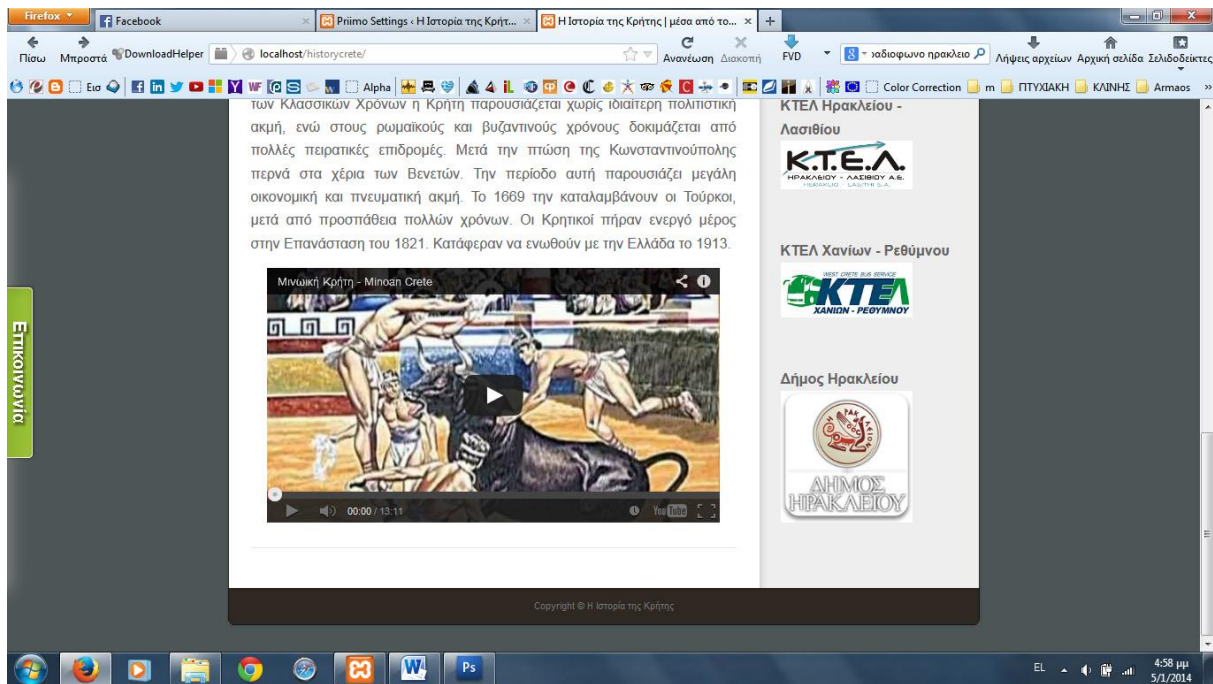 Firefox
Facebook
Priimo Settings ‹ Η Ιστορία της Κρήτ...
Η Ιστορία της Κρήτης | μέσα από το...
Πίσω
Μπροστά
DownloadHelper
localhost/historycrete/
Ανανέωση
Διακοπή
FVD
ραδιοφωνο ηρακλειο
Λήψεις αρχείων
Αρχική σελίδα
Σελιδοδείκτες
Εισ
Alpha
Color Correction
m
ΠΤΥΧΙΑΚΗ
ΚΛΙΝΗΣ
Armaos
των Κλασσικών Χρόνων η Κρήτη παρουσιάζεται χωρίς ιδιαίτερη πολιτιστική
ακμή, ενώ στους ρωμαϊκούς και βυζαντινούς χρόνους δοκιμάζεται από
πολλές πειρατικές επιδρομές. Μετά την πτώση της Κωνσταντινούπολης
περνά στα χέρια των Βενετών. Την περίοδο αυτή παρουσιάζει μεγάλη
οικονομική και πνευματική ακμή. Το 1669 την καταλαμβάνουν οι Τούρκοι,
μετά από προσπάθεια πολλών χρόνων. Οι Κρητικοί πήραν ενεργό μέρος
στην Επανάσταση του 1821. Κατάφεραν να ενωθούν με την Ελλάδα το 1913.
Μινωική Κρήτη - Minoan Crete
00:00 / 13:11
YouTube
ΚΤΕΛ Ηρακλείου -
Λασιθίου
Κ.Τ.Ε.Λ.
ΗΡΑΚΛΕΙΟΥ - ΛΑΣΙΘΙΟΥ Α.Ε.
HERAKLIO - LASITHI S.A.
ΚΤΕΛ Χανίων - Ρεθύμνου
WEST CRETE BUS SERVICE
ΚΤΕΛ
ΧΑΝΙΩΝ - ΡΕΘΥΜΝΟΥ
Δήμος Ηρακλείου
ΔΗΜΟΣ
ΗΡΑΚΛΕΙΟΥ
Επικοινωνία
Copyright © Η Ιστορία της Κρήτης
EL
4:58 μμ
5/1/2014